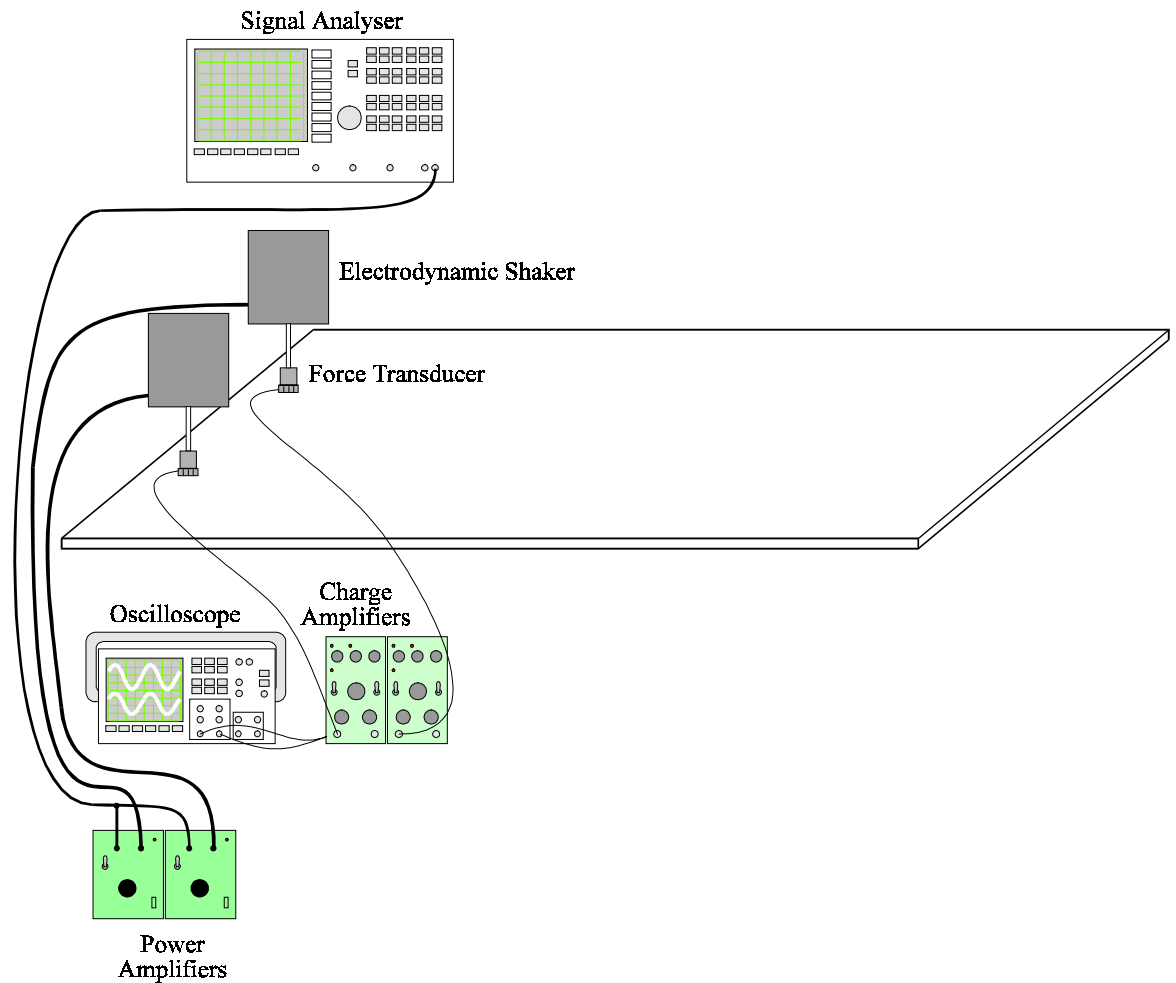 Signal Analyser
Electrodynamic Shaker
Force Transducer
Charge
Amplifiers
Oscilloscope
Power
Amplifiers